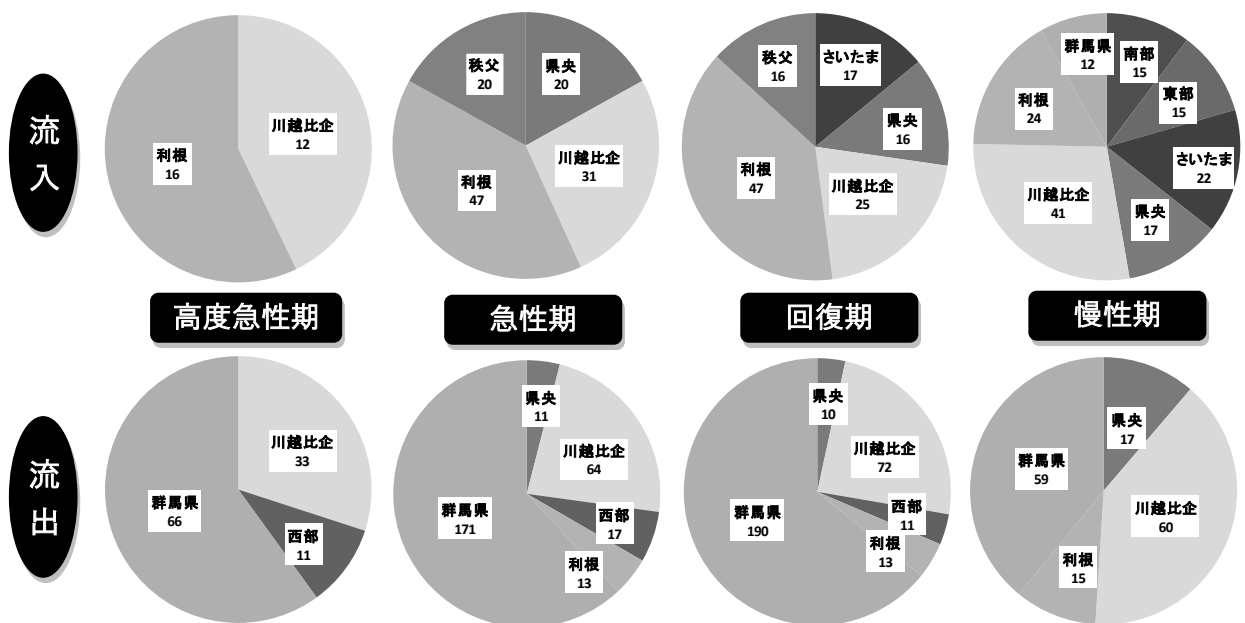 流入
川越比企
12
利根
16
県央
20
川越比企
31
利根
47
秩父
20
さいたま
17
県央
16
川越比企
25
利根
47
秩父
16
南部
15
東部
15
さいたま
22
県央
17
川越比企
41
利根
24
群馬県
12
高度急性期
急性期
回復期
慢性期
流出
川越比企
33
西部
11
群馬県
66
県央
11
川越比企
64
西部
17
利根
13
群馬県
171
県央
10
川越比企
72
西部
11
利根
13
群馬県
190
県央
17
川越比企
60
利根
15
群馬県
59